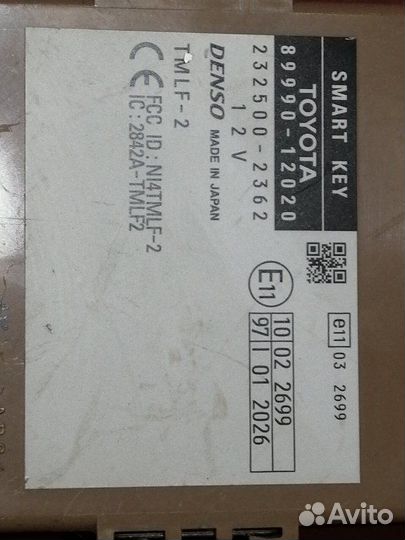 SMART KEY
TOYOTA
89990-12020
232500-2362
12V
DENSO MADE IN JAPAN
TMLF-2
CE FCC ID:NI4TMLF-2
IC:2842A-TMLF2
E11
10 02 2699
97 I 01 2026
e11 03 2699
Avito